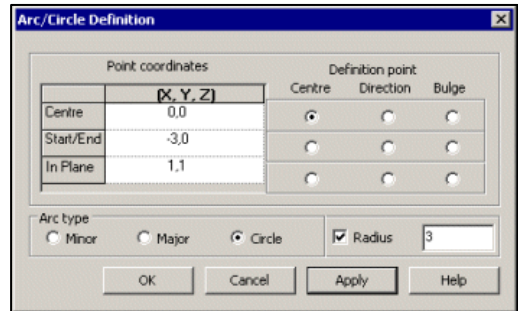 Arc/Circle Definition
Point coordinates
Definition point
(X, Y, Z)
Centre Direction Bulge
Centre 0,0
Start/End -3,0
In Plane 1,1
Arc type
Minor Major Circle Radius 3
OK Cancel Apply Help